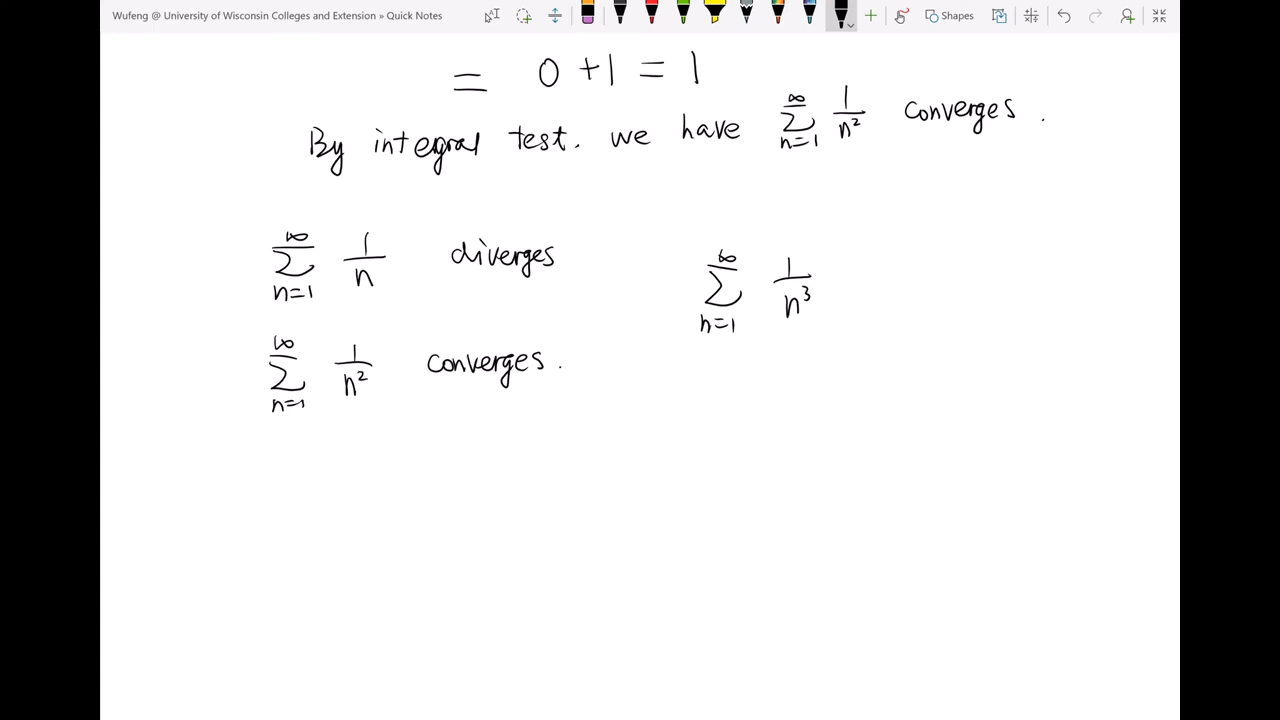 Wufeng @ University of Wisconsin Colleges and Extension » Quick Notes
Shapes
= 0 + 1 = 1
By integral test. we have ∑_{n=1}^{∞} 1/n² converges.
∑_{n=1}^{∞} 1/n diverges
∑_{n=1}^{∞} 1/n³
∑_{n=1}^{∞} 1/n² converges.